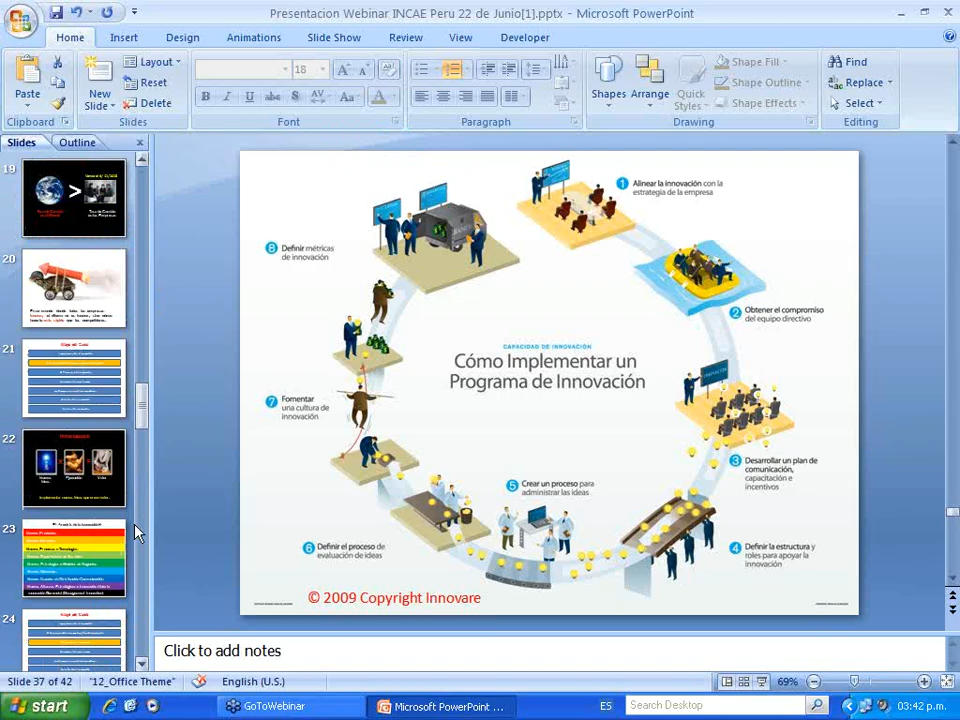 Presentacion Webinar INCAE Peru 22 de Junio[1].pptx - Microsoft PowerPoint
Home
Insert
Design
Animations
Slide Show
Review
View
Developer
Paste
Clipboard
New
Slide
Layout
Reset
Delete
Slides
18
B I U abc S AV Aa A
Font
Paragraph
Shapes
Arrange
Quick
Styles
Shape Fill
Shape Outline
Shape Effects
Drawing
Find
Replace
Select
Editing
Slides
Outline
19
20
21
22
23
24
1 Alinear la innovación con la
estrategia de la empresa
2 Obtener el compromiso
del equipo directivo
3 Desarrollar un plan de
comunicación,
capacitación e
incentivos
4 Definir la estructura y
roles para apoyar la
innovación
5 Crear un proceso para
administrar las ideas
6 Definir el proceso de
evaluación de ideas
7 Fomentar
una cultura de
innovación
8 Definir métricas
de innovación
CAPACIDAD DE INNOVACIÓN
Cómo Implementar un
Programa de Innovación
© 2009 Copyright Innovare
Click to add notes
Slide 37 of 42
"12_Office Theme"
English (U.S.)
69%
start
GoToWebinar
Microsoft PowerPoint ...
ES
Search Desktop
03:42 p.m.